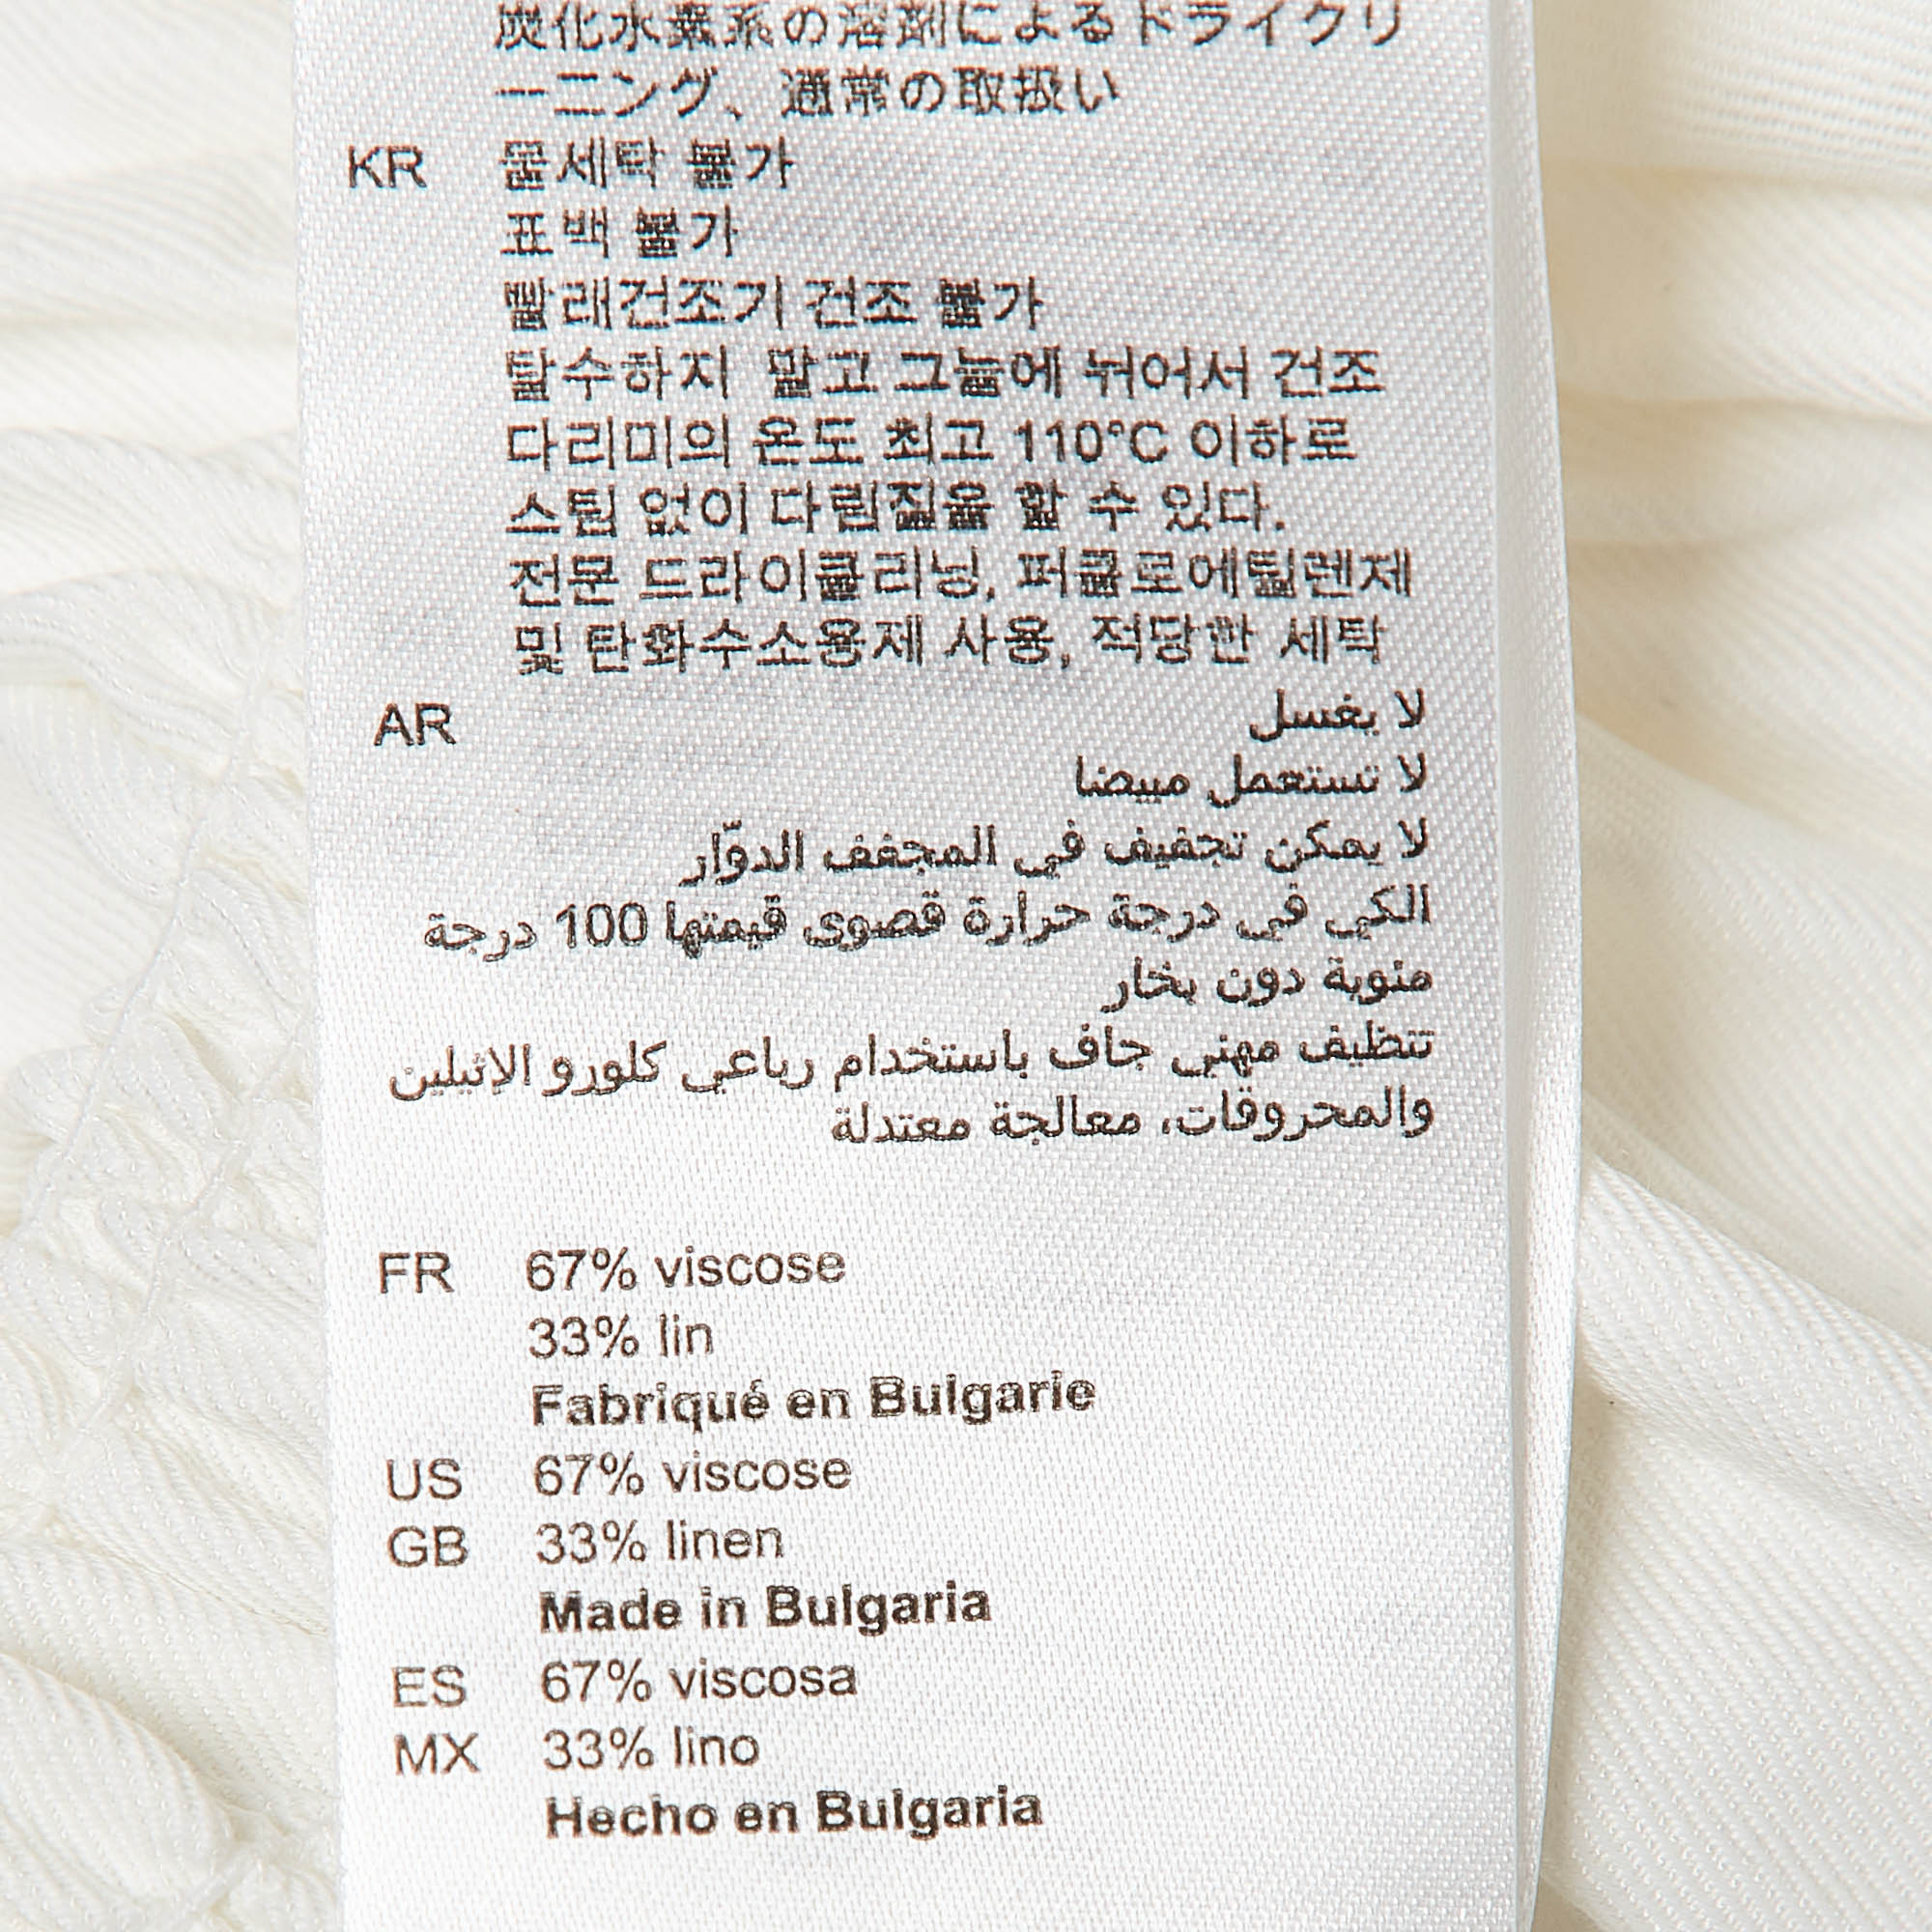 炭化水素系の溶剤によるドライクリ
ーニング、通常の取扱い
KR 물세탁 불가
표백 불가
빨래건조기 건조 불가
탈수하지 말고 그늘에 뉘어서 건조
다리미의 온도 최고 110°C 이하로
스팀 없이 다림질을 할 수 있다.
전문 드라이클리닝, 퍼클로에틸렌제
및 탄화수소용제 사용, 적당한 세탁
AR لا يغسل
لا تستعمل مبيضا
لا يمكن تجفيف في المجفف الدوّار
الكي في درجة حرارة قصوى قيمتها 100 درجة
منوية دون بخار
تنظيف مهني جاف باستخدام رباعي كلورو الإثيلين
والمحروقات، معالجة معتدلة
FR 67% viscose
33% lin
Fabriqué en Bulgarie
US 67% viscose
GB 33% linen
Made in Bulgaria
ES 67% viscosa
MX 33% lino
Hecho en Bulgaria